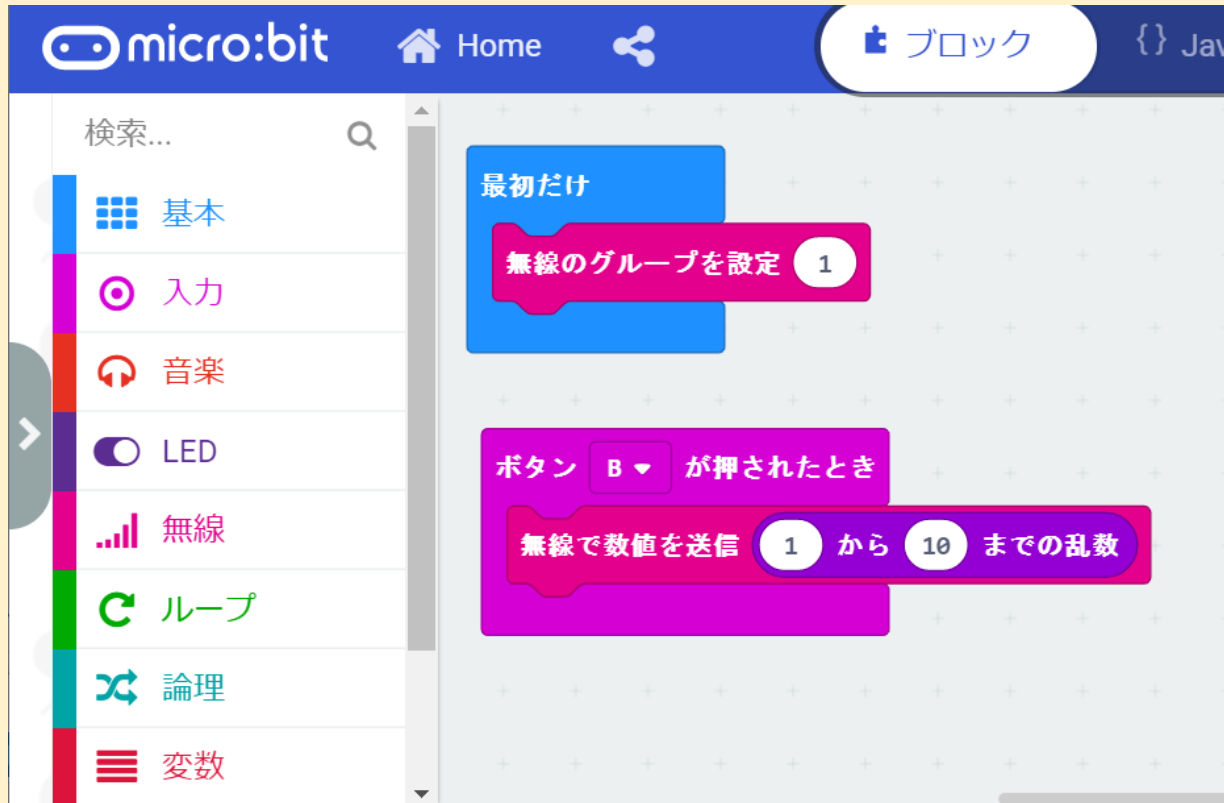 micro:bit Home ブロック {} Jav
検索...
基本
入力
音楽
LED
無線
ループ
論理
変数
最初だけ
無線のグループを設定 1
ボタン B が押されたとき
無線で数値を送信 1 から 10 までの乱数